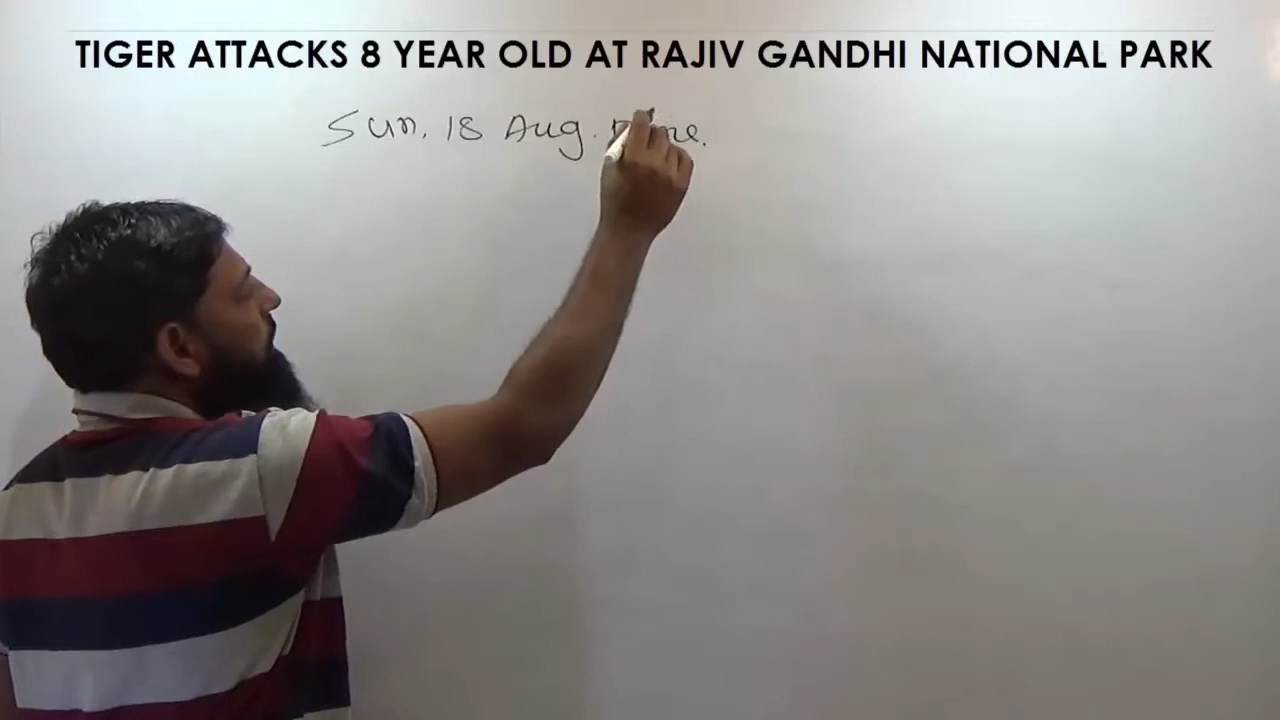 TIGER ATTACKS 8 YEAR OLD AT RAJIV GANDHI NATIONAL PARK
Sun. 18 Aug.